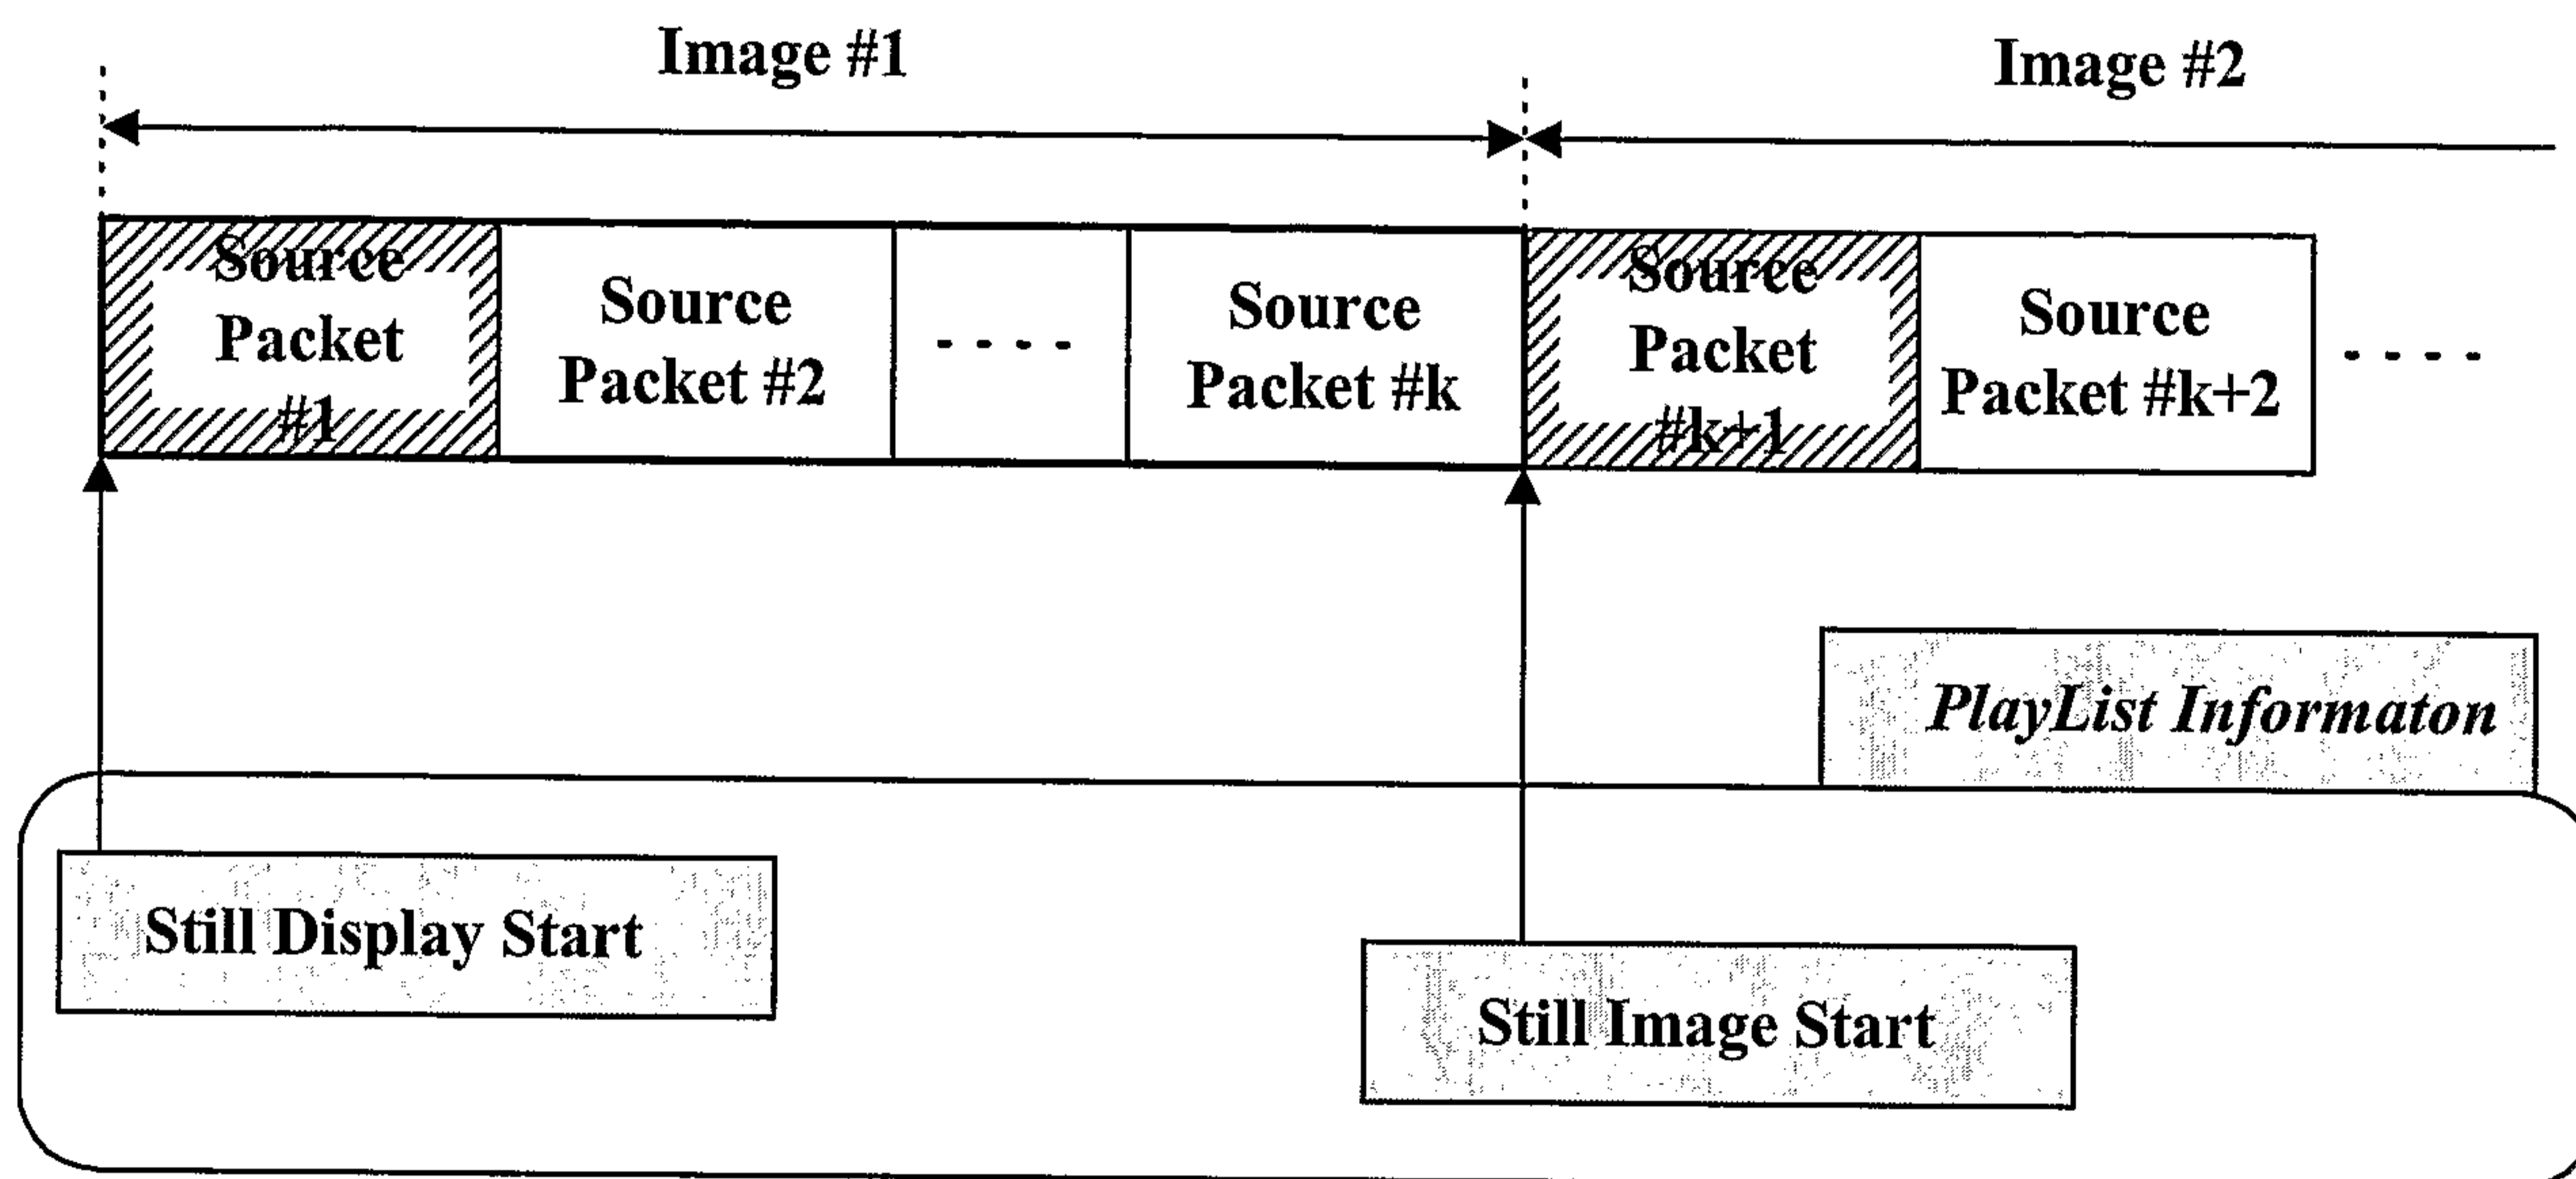 Image #1
Image #2
Source
Packet
#1
Source
Packet #2
- - - -
Source
Packet #k
Source
Packet
#k+1
Source
Packet #k+2
- - - -
PlayList Informaton
Still Display Start
Still Image Start